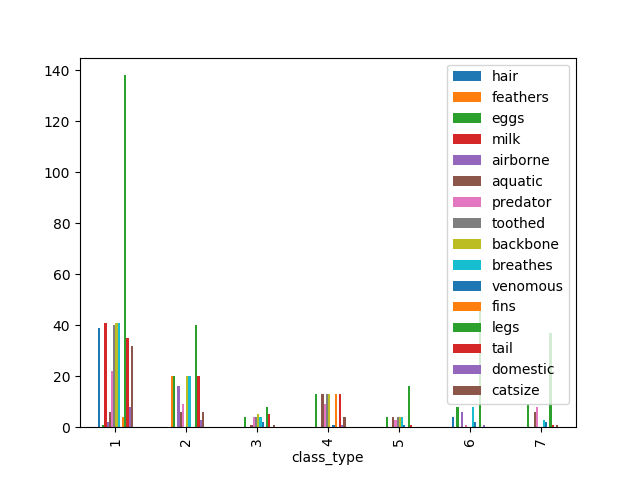 140
120
100
80
60
40
20
0
hair
feathers
eggs
milk
airborne
aquatic
predator
toothed
backbone
breathes
venomous
fins
legs
tail
domestic
catsize
1 2 3 4 5 6 7
class_type